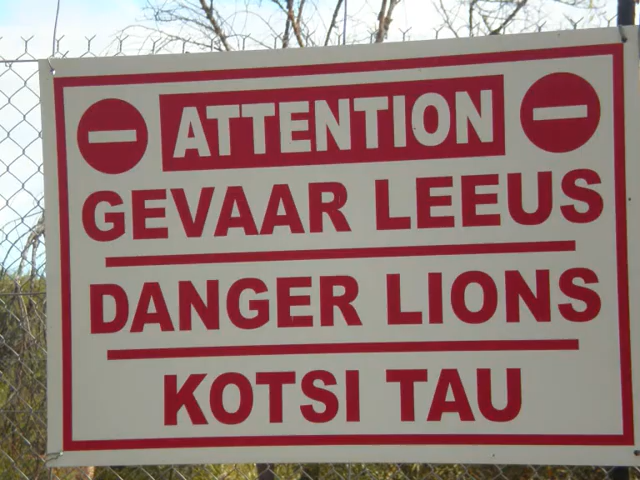 ATTENTION
GEVAAR LEEUS
DANGER LIONS
KOTSI TAU